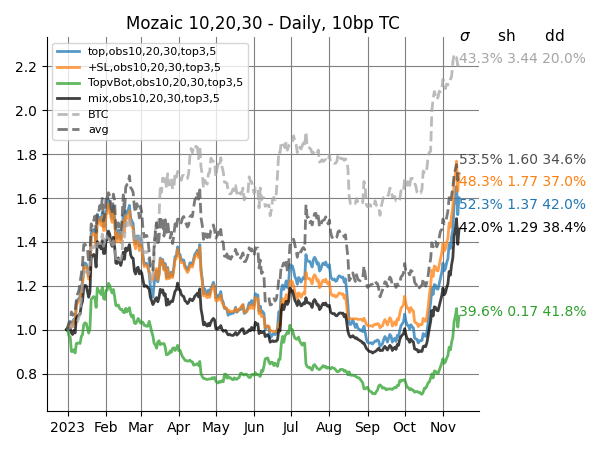 Mozaic 10,20,30 - Daily, 10bp TC
σ sh dd
top,obs10,20,30,top3,5
+SL,obs10,20,30,top3,5
TopvBot,obs10,20,30,top3,5
mix,obs10,20,30,top3,5
BTC
avg
43.3% 3.44 20.0%
53.5% 1.60 34.6%
48.3% 1.77 37.0%
52.3% 1.37 42.0%
42.0% 1.29 38.4%
39.6% 0.17 41.8%
2.2
2.0
1.8
1.6
1.4
1.2
1.0
0.8
2023 Feb Mar Apr May Jun Jul Aug Sep Oct Nov